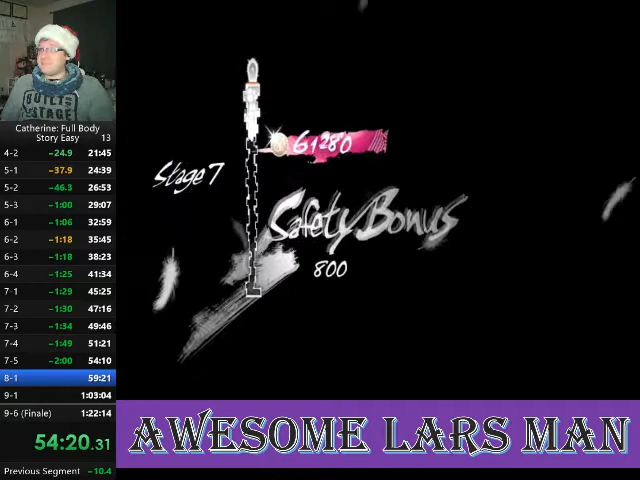 BUILT
STAGE
Catherine: Full Body
Story Easy 13
4-2 -24.9 21:45
5-1 -37.9 24:39
5-2 -46.3 26:53
5-3 -1:00 29:07
6-1 -1:06 32:59
6-2 -1:18 35:45
6-3 -1:18 38:23
6-4 -1:25 41:34
7-1 -1:29 45:25
7-2 -1:30 47:16
7-3 -1:34 49:46
7-4 -1:49 51:21
7-5 -2:00 54:10
8-1 59:21
9-1 1:03:04
9-6 (Finale) 1:22:14
54:20.31
Previous Segment -10.4
61280
Stage 7
Safety Bonus
800
AWESOME LARS MAN